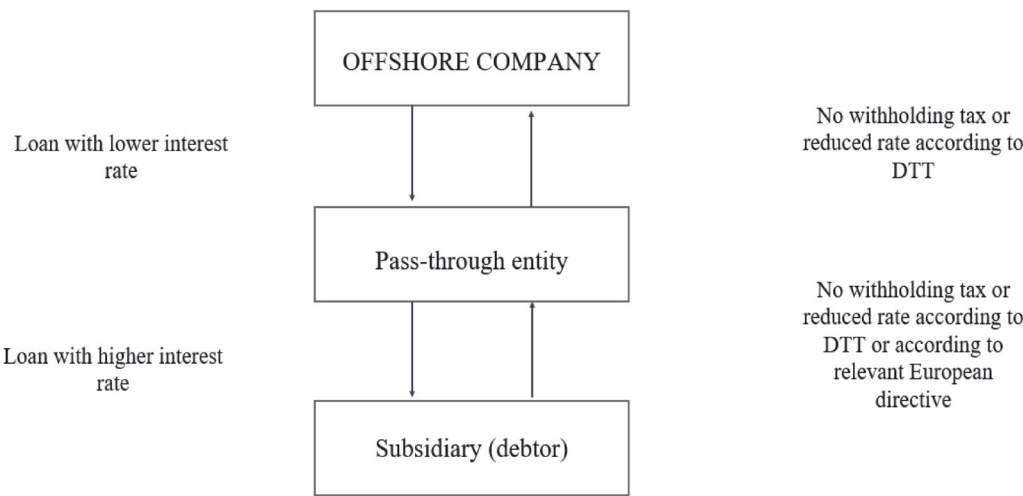 OFFSHORE COMPANY
Loan with lower interest
rate
No withholding tax or
reduced rate according to
DTT
Pass-through entity
Loan with higher interest
rate
No withholding tax or
reduced rate according to
DTT or according to
relevant European
directive
Subsidiary (debtor)